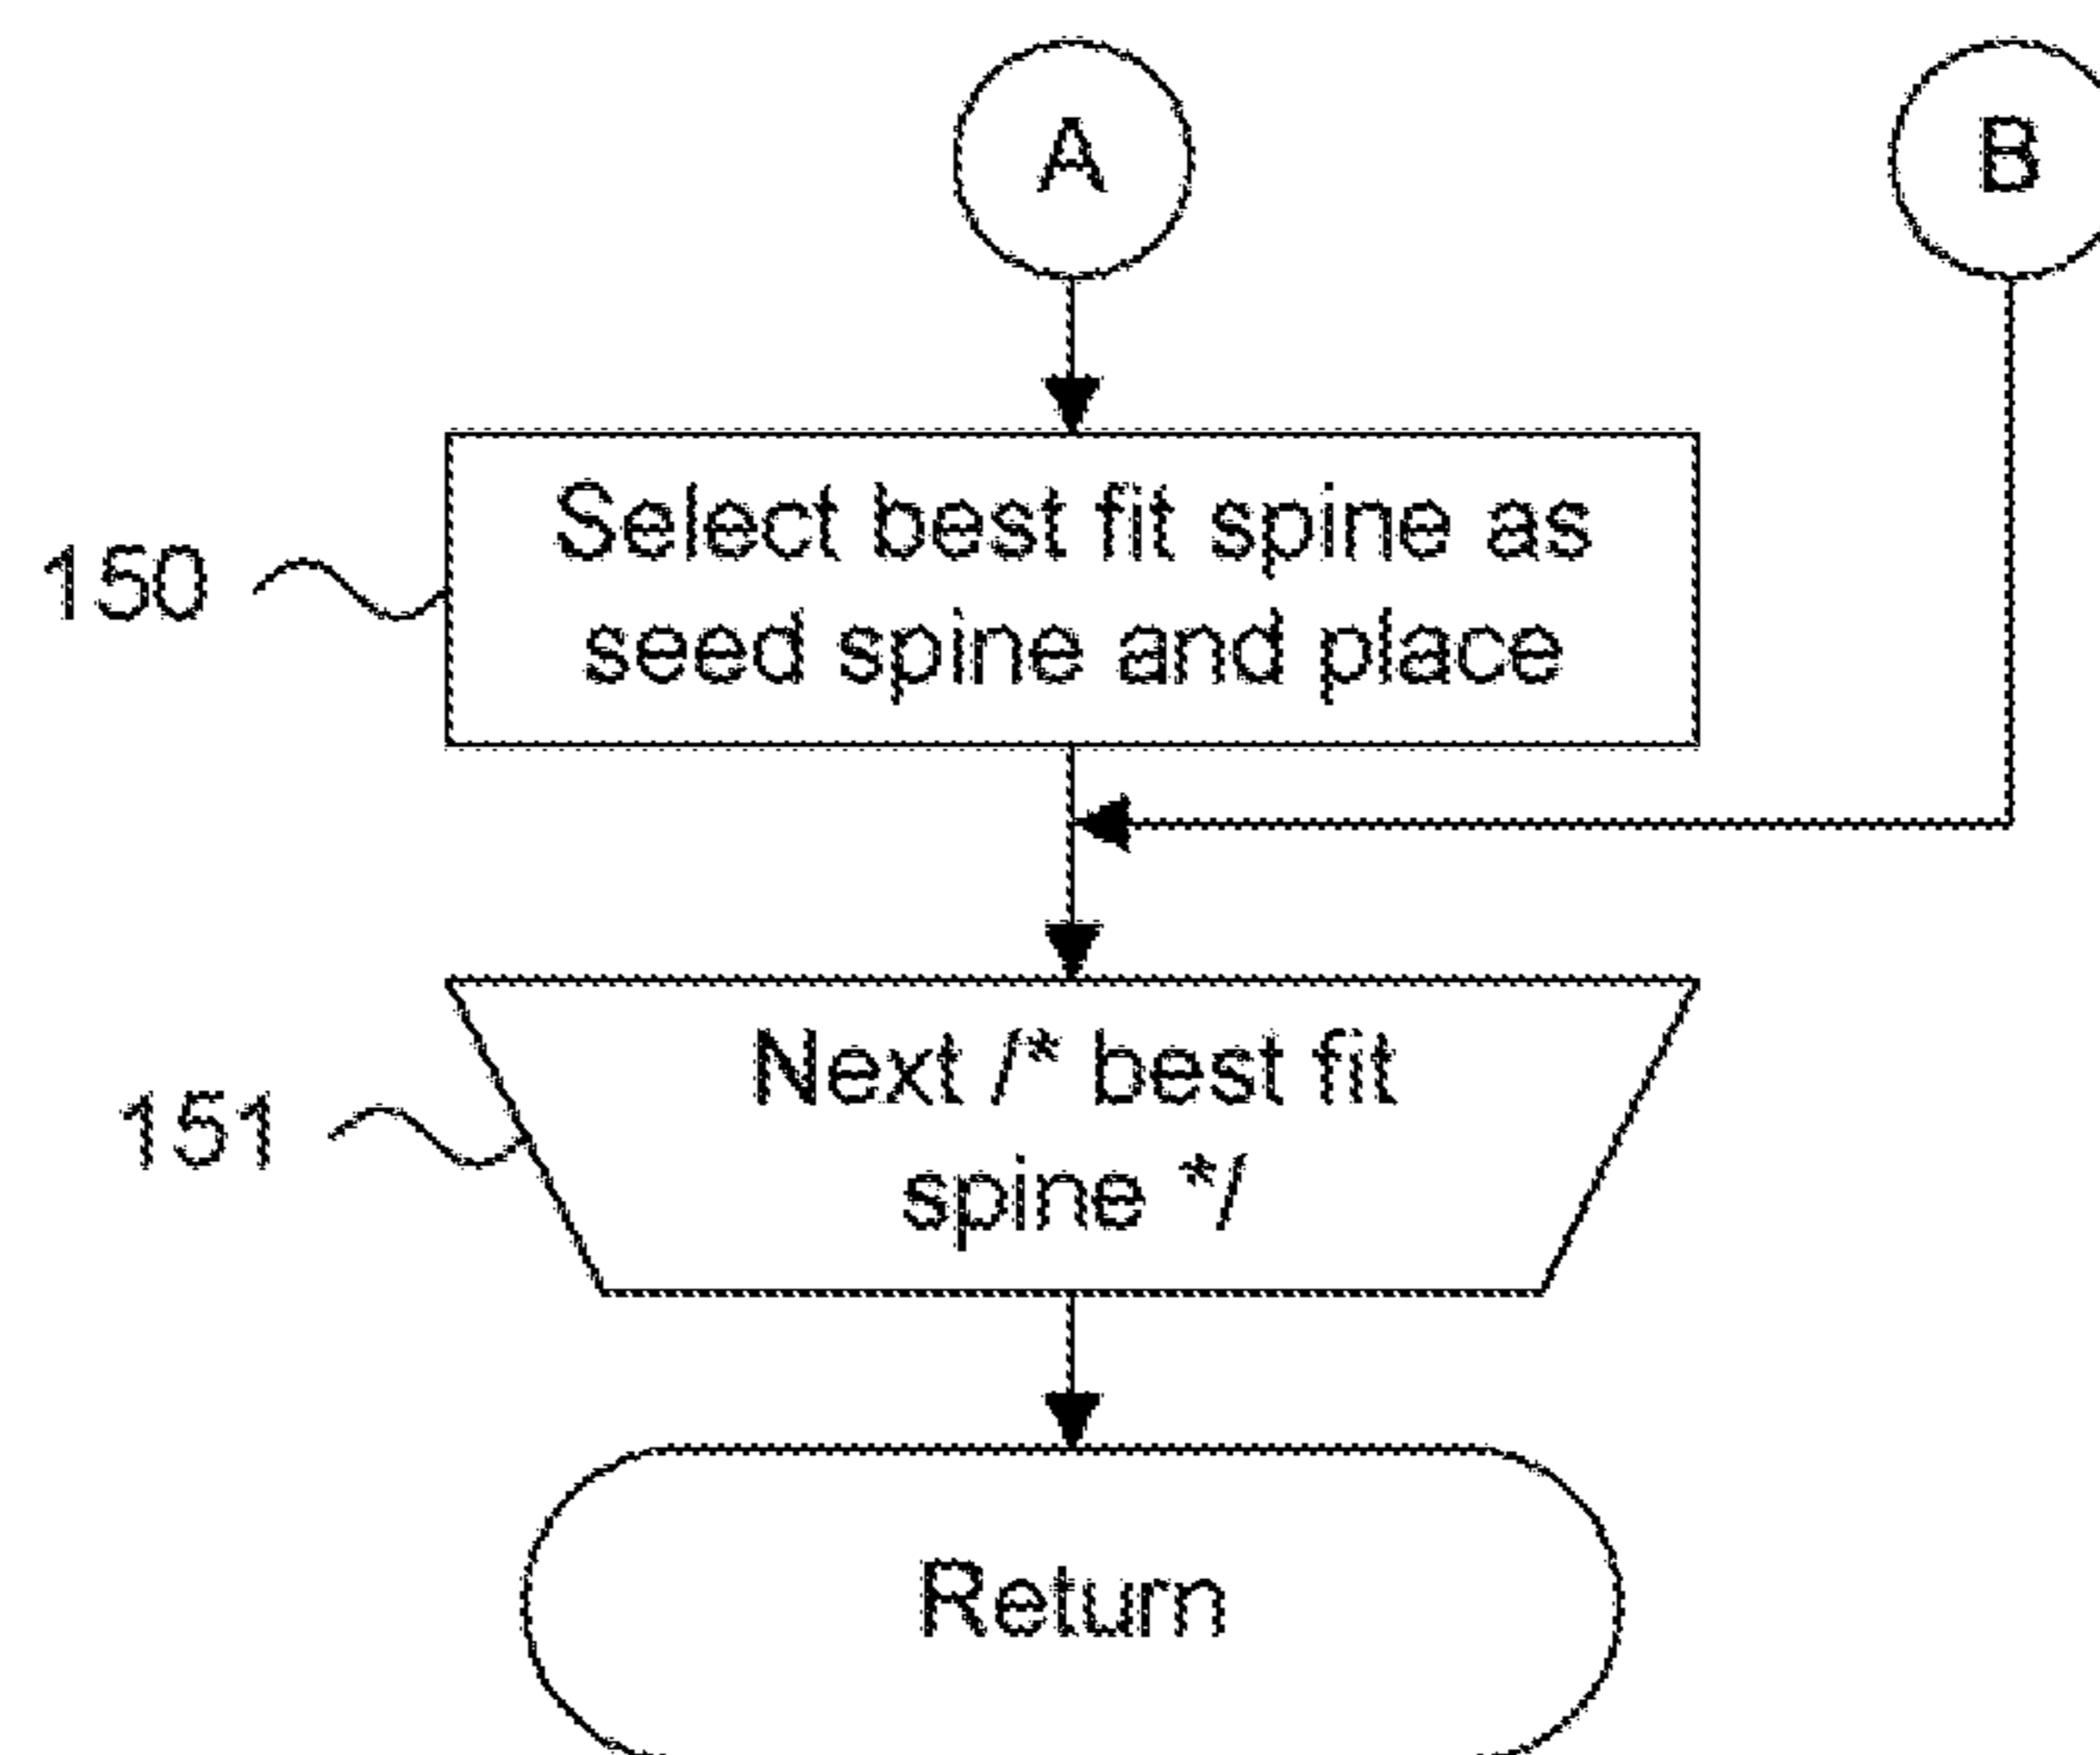 A
B
Select best fit spine as
150
seed spine and place
Next /* best fit
151
spine */
Return